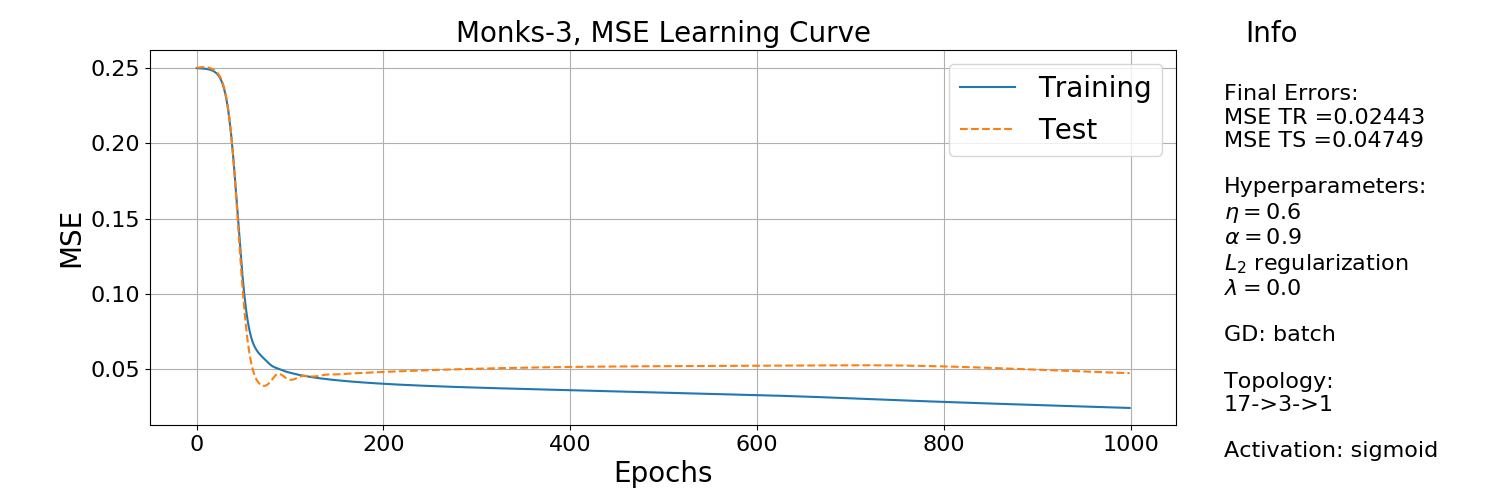 Monks-3, MSE Learning Curve
MSE
0.25
0.20
0.15
0.10
0.05
0 200 400 600 800 1000
Epochs
Training
Test
Info
Final Errors:
MSE TR =0.02443
MSE TS =0.04749
Hyperparameters:
η = 0.6
α = 0.9
L₂ regularization
λ = 0.0
GD: batch
Topology:
17->3->1
Activation: sigmoid